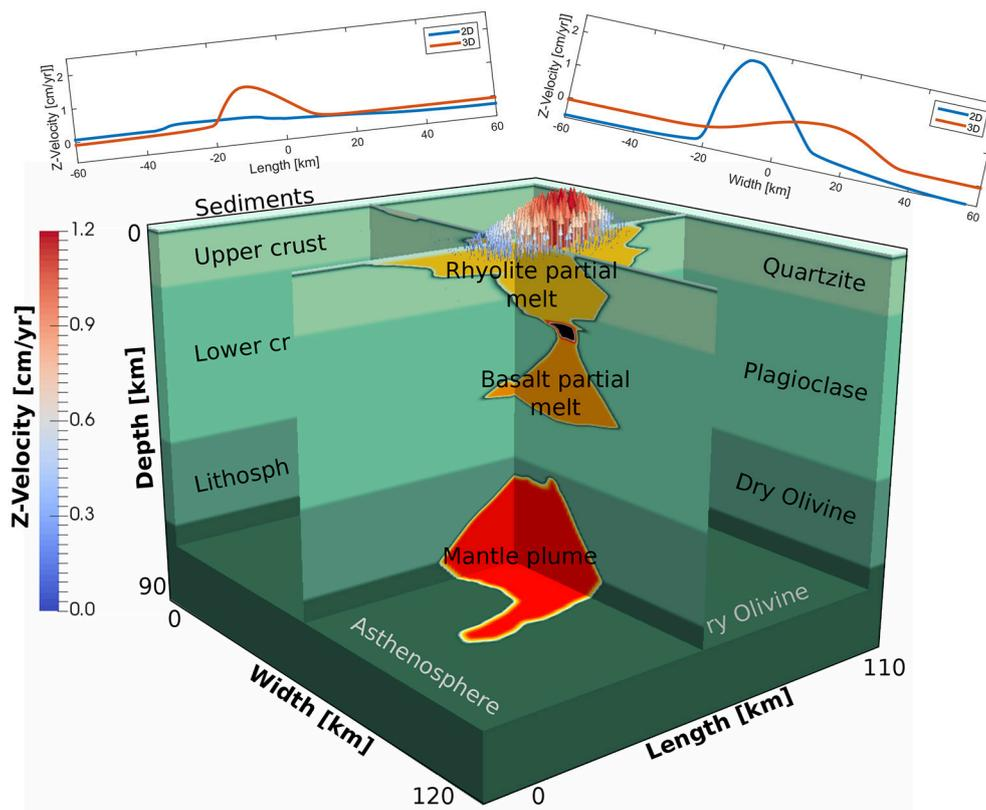 2D
3D
Z-Velocity [cm/yr]]
2
1
0
-60
-40
-20
0
20
40
60
Length [km]
2D
3D
Z-Velocity [cm/yr]]
2
1
0
-60
-40
-20
0
20
40
60
Width [km]
Z-Velocity [cm/yr]
1.2
0.9
0.6
0.3
0.0
Depth [km]
0
90
Sediments
Upper crust
Lower cr
Lithosph
Rhyolite partial
melt
Basalt partial
melt
Mantle plume
Quartzite
Plagioclase
Dry Olivine
ry Olivine
Asthenosphere
0
Width [km]
120
0
Length [km]
110